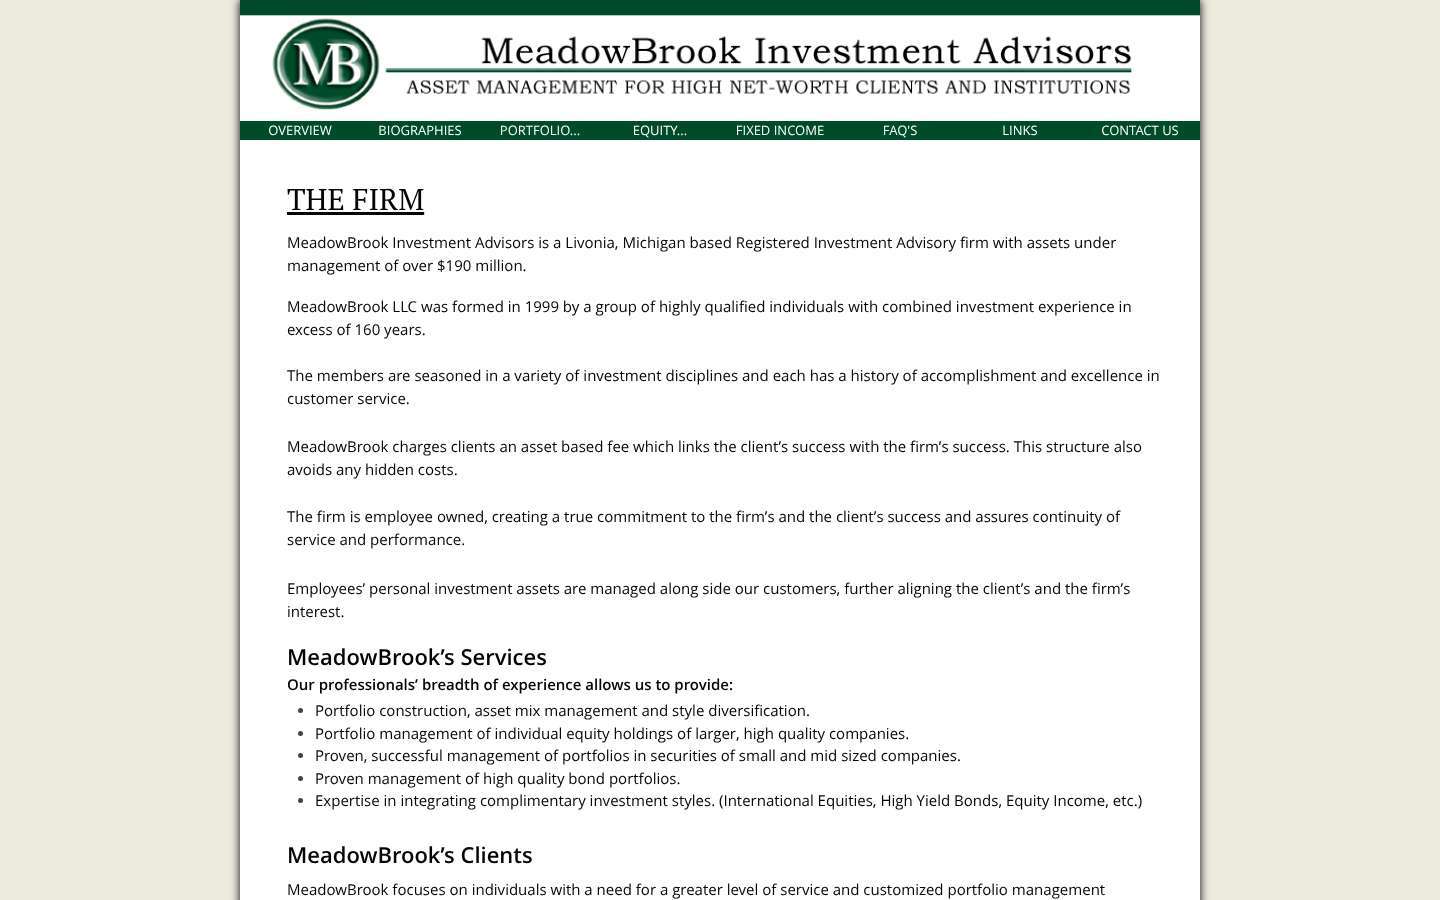 MB
MeadowBrook Investment Advisors
ASSET MANAGEMENT FOR HIGH NET-WORTH CLIENTS AND INSTITUTIONS
OVERVIEW BIOGRAPHIES PORTFOLIO... EQUITY... FIXED INCOME FAQ'S LINKS CONTACT US
THE FIRM
MeadowBrook Investment Advisors is a Livonia, Michigan based Registered Investment Advisory firm with assets under
management of over $190 million.
MeadowBrook LLC was formed in 1999 by a group of highly qualified individuals with combined investment experience in
excess of 160 years.
The members are seasoned in a variety of investment disciplines and each has a history of accomplishment and excellence in
customer service.
MeadowBrook charges clients an asset based fee which links the client’s success with the firm’s success. This structure also
avoids any hidden costs.
The firm is employee owned, creating a true commitment to the firm’s and the client’s success and assures continuity of
service and performance.
Employees’ personal investment assets are managed along side our customers, further aligning the client’s and the firm’s
interest.
MeadowBrook’s Services
Our professionals’ breadth of experience allows us to provide:
• Portfolio construction, asset mix management and style diversification.
• Portfolio management of individual equity holdings of larger, high quality companies.
• Proven, successful management of portfolios in securities of small and mid sized companies.
• Proven management of high quality bond portfolios.
• Expertise in integrating complimentary investment styles. (International Equities, High Yield Bonds, Equity Income, etc.)
MeadowBrook’s Clients
MeadowBrook focuses on individuals with a need for a greater level of service and customized portfolio management